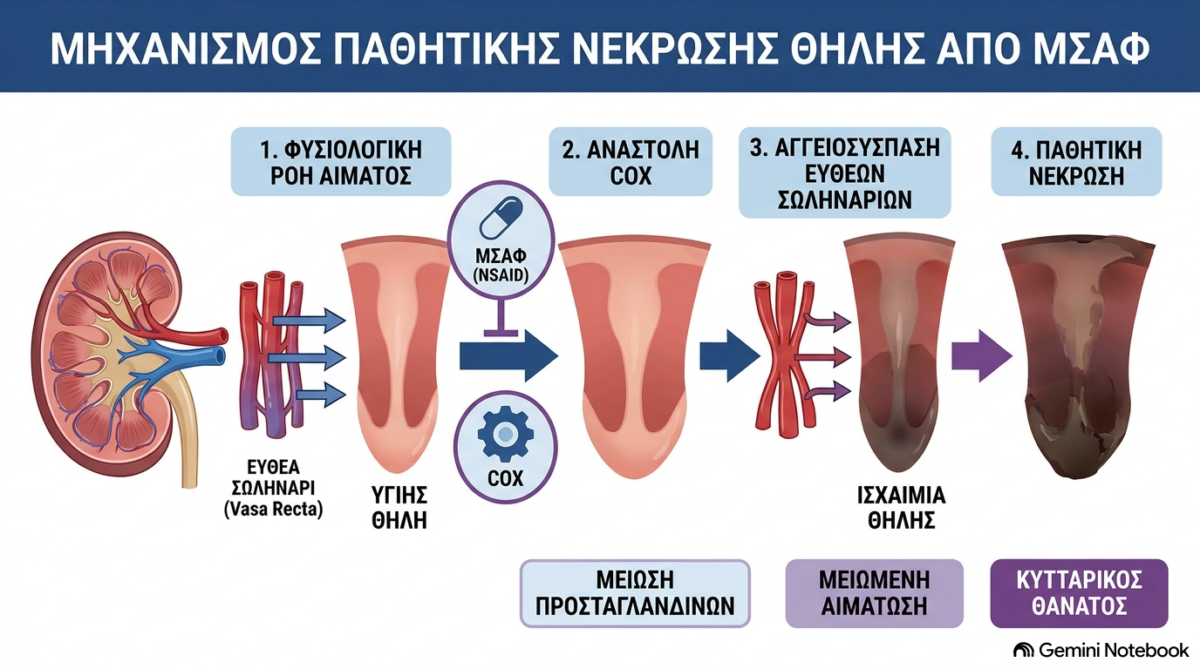 ΜΗΧΑΝΙΣΜΟΣ ΠΑΘΗΤΙΚΗΣ ΝΕΚΡΩΣΗΣ ΘΗΛΗΣ ΑΠΟ ΜΣΑΦ
1. ΦΥΣΙΟΛΟΓΙΚΗ
ΡΟΗ ΑΙΜΑΤΟΣ
2. ΑΝΑΣΤΟΛΗ
COX
3. ΑΓΓΕΙΟΣΥΣΠΑΣΗ
ΕΥΘΕΩΝ
ΣΩΛΗΝΑΡΙΩΝ
4. ΠΑΘΗΤΙΚΗ
ΝΕΚΡΩΣΗ
ΜΣΑΦ
(NSAID)
COX
ΕΥΘΕΑ
ΣΩΛΗΝΑΡΙ
(Vasa Recta)
ΥΓΙΗΣ
ΘΗΛΗ
ΙΣΧΑΙΜΙΑ
ΘΗΛΗΣ
ΜΕΙΩΣΗ
ΠΡΟΣΤΑΓΛΑΝΔΙΝΩΝ
ΜΕΙΩΜΕΝΗ
ΑΙΜΑΤΩΣΗ
ΚΥΤΤΑΡΙΚΟΣ
ΘΑΝΑΤΟΣ
Gemini Notebook